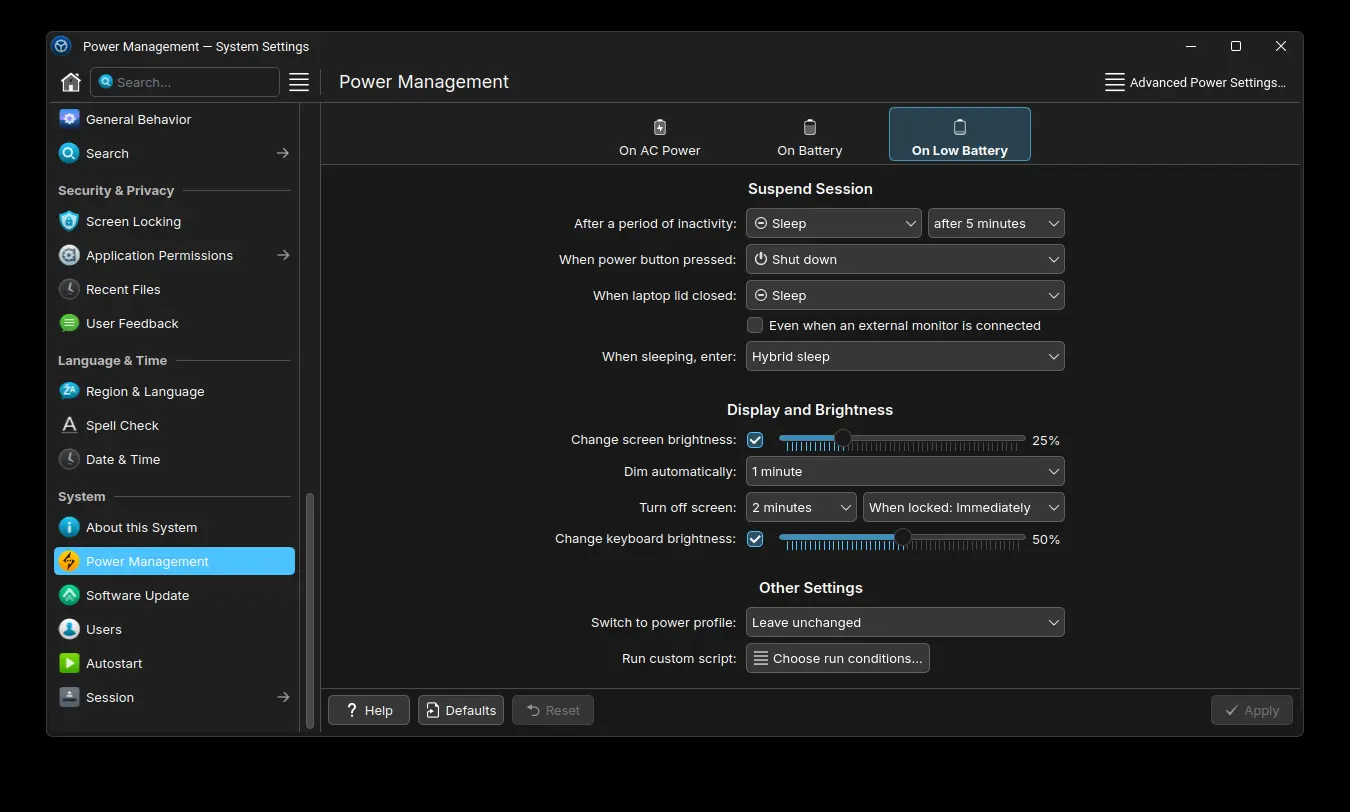 Power Management — System Settings
Search...
Power Management
Advanced Power Settings...
General Behavior
Search
Security & Privacy
Screen Locking
Application Permissions
Recent Files
User Feedback
Language & Time
Region & Language
Spell Check
Date & Time
System
About this System
Power Management
Software Update
Users
Autostart
Session
On AC Power
On Battery
On Low Battery
Suspend Session
After a period of inactivity: Sleep after 5 minutes
When power button pressed: Shut down
When laptop lid closed: Sleep
Even when an external monitor is connected
When sleeping, enter: Hybrid sleep
Display and Brightness
Change screen brightness: 25%
Dim automatically: 1 minute
Turn off screen: 2 minutes When locked: Immediately
Change keyboard brightness: 50%
Other Settings
Switch to power profile: Leave unchanged
Run custom script: Choose run conditions...
Help
Defaults
Reset
Apply